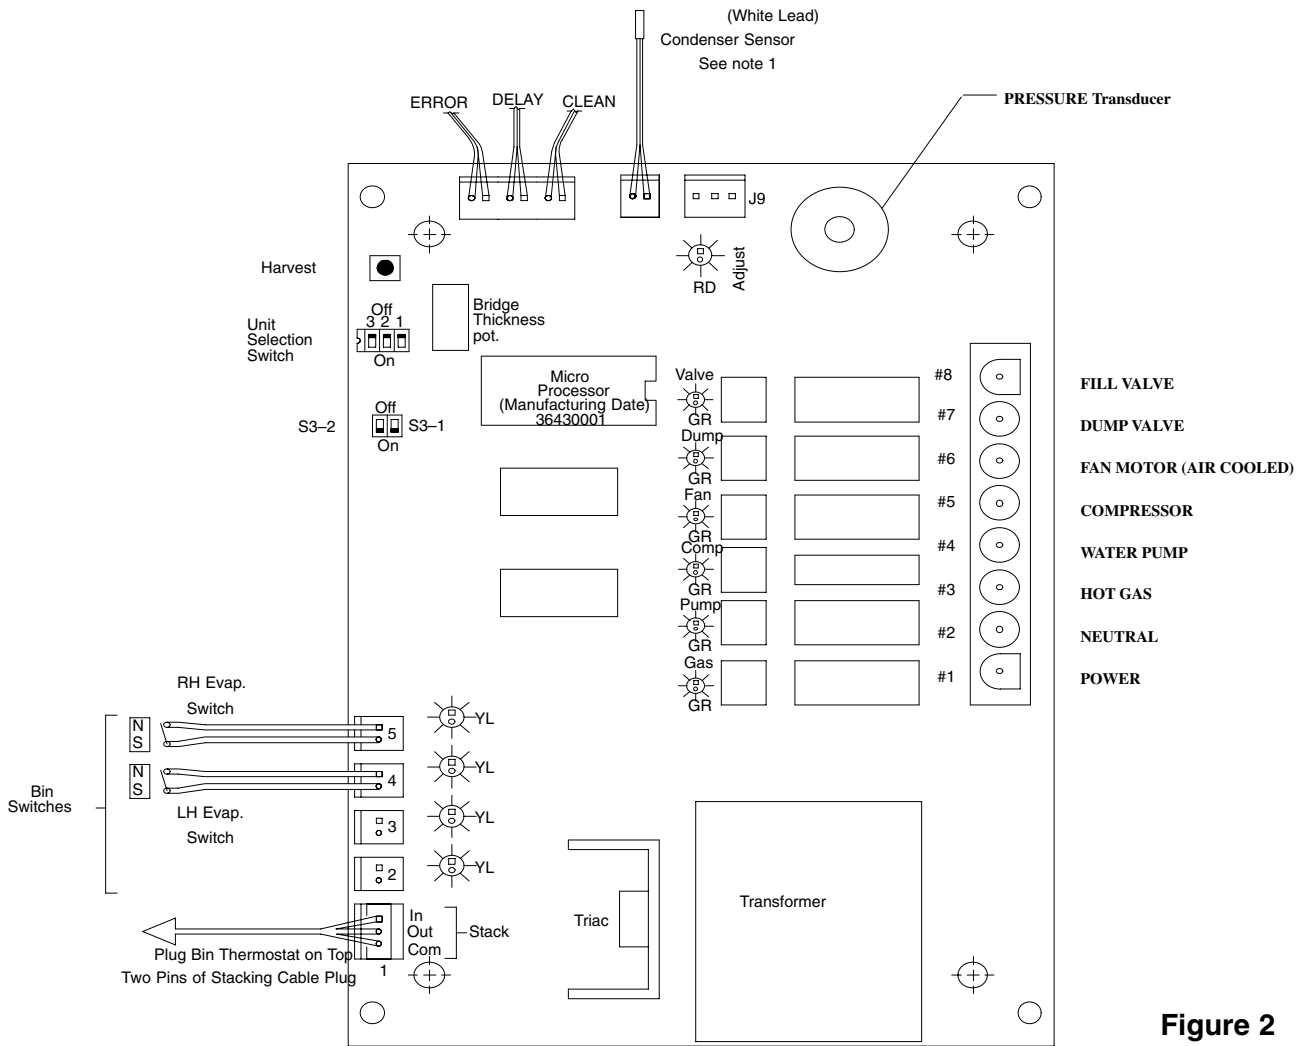 (White Lead)
Condenser Sensor
See note 1
ERROR DELAY CLEAN
PRESSURE Transducer
J9
RD
Adjust
Harvest
Off
3 2 1
On
Unit
Selection
Switch
Bridge
Thickness
pot.
Micro
Processor
(Manufacturing Date)
36430001
S3–2
Off
On
S3–1
Valve
GR
Dump
GR
Fan
GR
Comp
GR
Pump
GR
Gas
GR
#8 FILL VALVE
#7 DUMP VALVE
#6 FAN MOTOR (AIR COOLED)
#5 COMPRESSOR
#4 WATER PUMP
#3 HOT GAS
#2 NEUTRAL
#1 POWER
RH Evap.
Switch
N
S
5
YL
N
S
4
YL
Bin
Switches
LH Evap.
Switch
3
YL
2
YL
In
Out
Com
Stack
1
Plug Bin Thermostat on Top
Two Pins of Stacking Cable Plug
Triac
Transformer
Figure 2